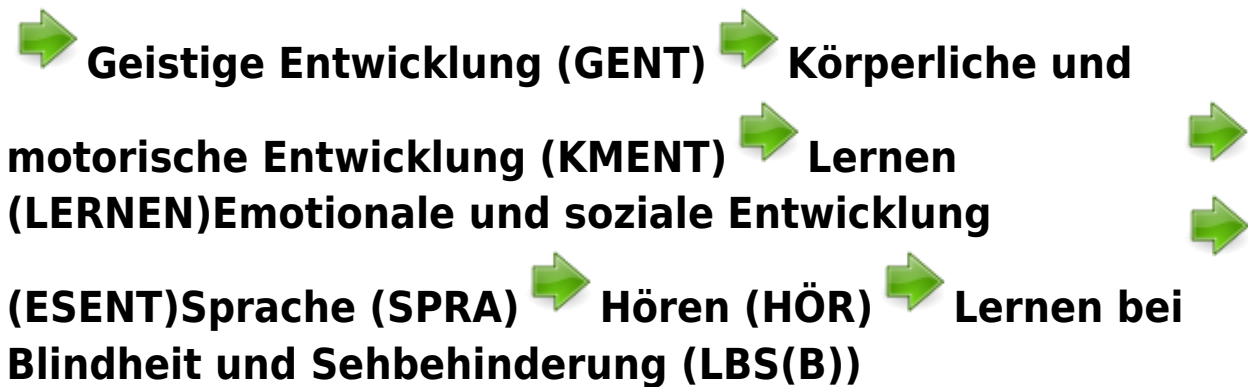 Geistige Entwicklung (GENT) Körperliche und
motorische Entwicklung (KMENT) Lernen
(LERNEN)Emotionale und soziale Entwicklung
(ESENT)Sprache (SPRA) Hören (HÖR) Lernen bei
Blindheit und Sehbehinderung (LBS(B))